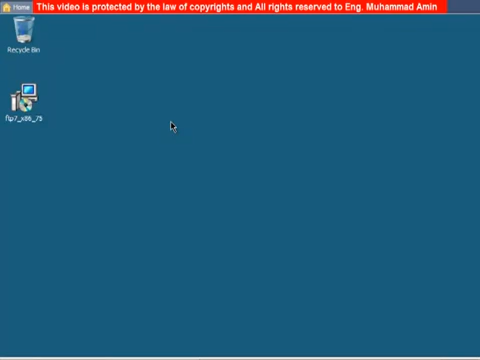 Home
This video is protected by the law of copyrights and All rights reserved to Eng. Muhammad Amin
Recycle Bin
ftp7_x86_75